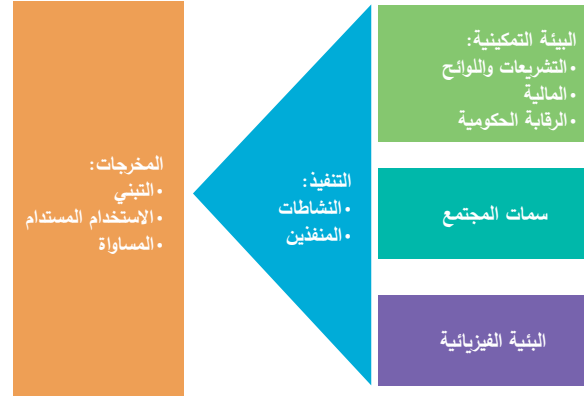 البيئة التمكينية:
• التشريعات واللوائح
• المالية
• الرقابة الحكومية
سمات المجتمع
البئية الفيزيائية
التنفيذ:
• النشاطات
• المنفذين
المخرجات:
• التبني
• الاستخدام المستدام
• المساواة